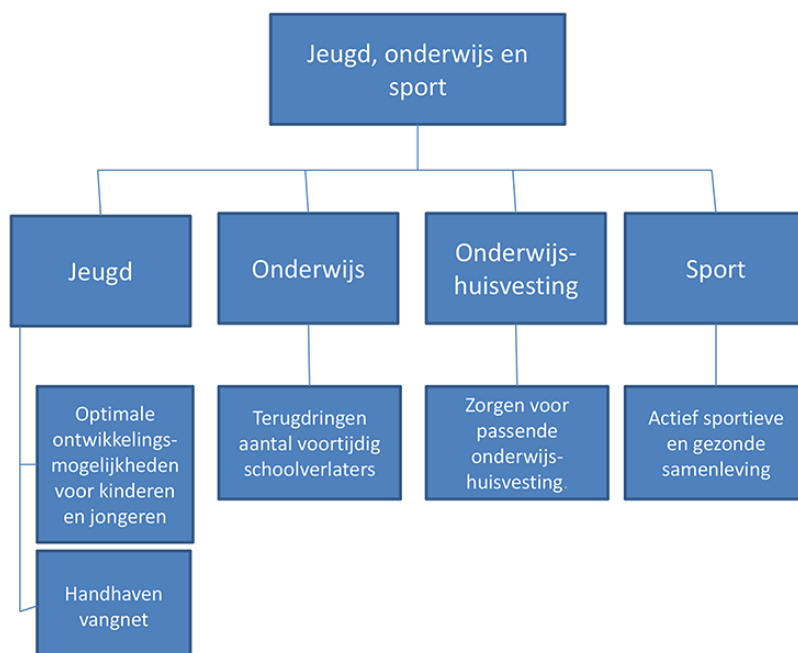 Jeugd, onderwijs en
sport
Jeugd
Onderwijs
Onderwijs-
huisvesting
Sport
Optimale
ontwikkelings-
mogelijkheden
voor kinderen
en jongeren
Terugdringen
aantal voortijdig
schoolverlaters
Zorgen voor
passende
onderwijs-
huisvesting.
Actief sportieve
en gezonde
samenleving
Handhaven
vangnet